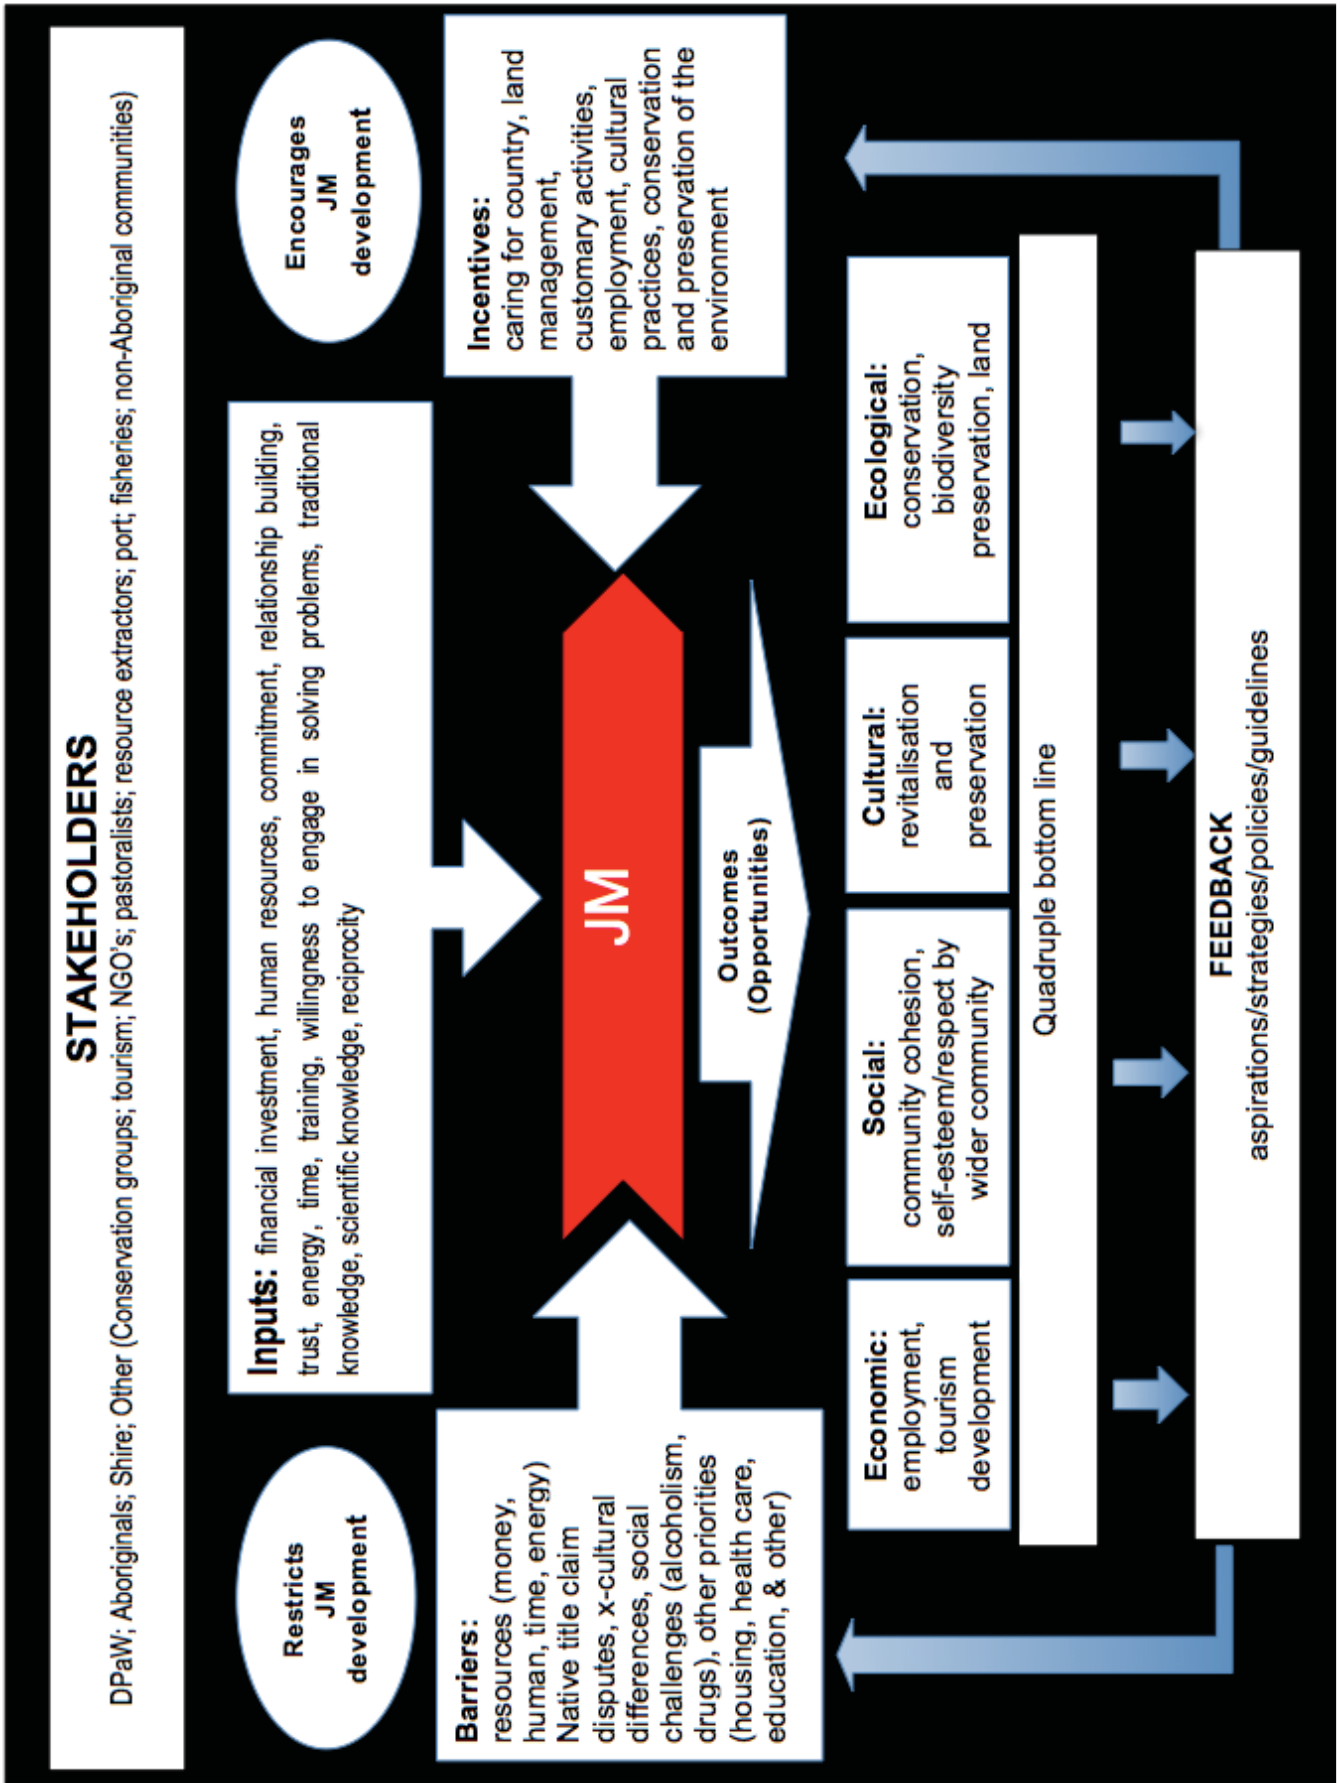 STAKEHOLDERS
DPaW; Aboriginals; Shire; Other (Conservation groups; tourism; NGO's; pastoralists; resource extractors; port; fisheries; non-Aboriginal communities)
Restricts
JM
development
Inputs: financial investment, human resources, commitment, relationship building,
trust, energy, time, training, willingness to engage in solving problems, traditional
knowledge, scientific knowledge, reciprocity
Encourages
JM
development
Barriers:
resources (money,
human, time, energy)
Native title claim
disputes, x-cultural
differences, social
challenges (alcoholism,
drugs), other priorities
(housing, health care,
education, & other)
JM
Incentives:
caring for country, land
management,
customary activities,
employment, cultural
practices, conservation
and preservation of the
environment
Outcomes
(Opportunities)
Economic:
employment,
tourism
development
Social:
community cohesion,
self-esteem/respect by
wider community
Cultural:
revitalisation
and
preservation
Ecological:
conservation,
biodiversity
preservation, land
Quadruple bottom line
FEEDBACK
aspirations/strategies/policies/guidelines